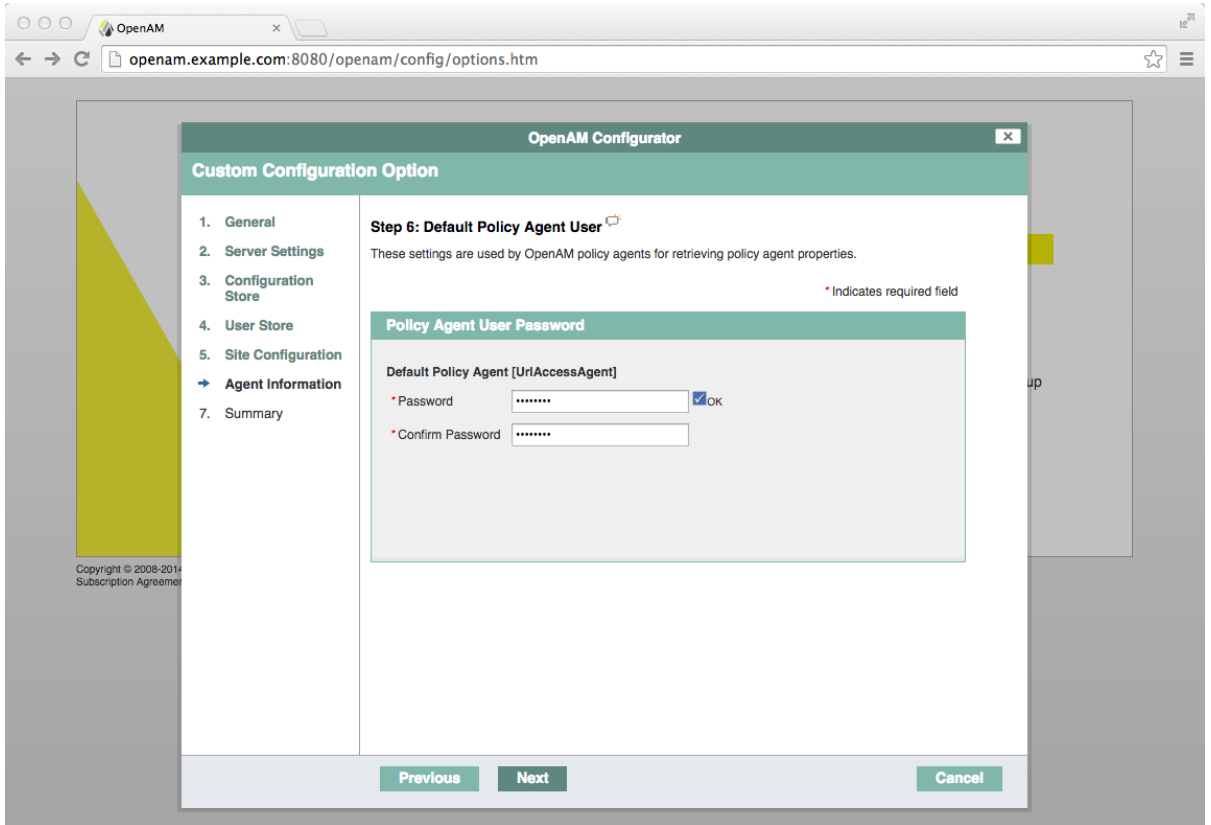 OpenAM
openam.example.com:8080/openam/config/options.htm
OpenAM Configurator
Custom Configuration Option
1. General
2. Server Settings
3. Configuration
Store
4. User Store
5. Site Configuration
Agent Information
7. Summary
Step 6: Default Policy Agent User
These settings are used by OpenAM policy agents for retrieving policy agent properties.
* Indicates required field
Policy Agent User Password
Default Policy Agent [UrlAccessAgent]
* Password •••••••• OK
* Confirm Password ••••••••
up
Copyright © 2008-2014
Subscription Agreemen
Previous
Next
Cancel